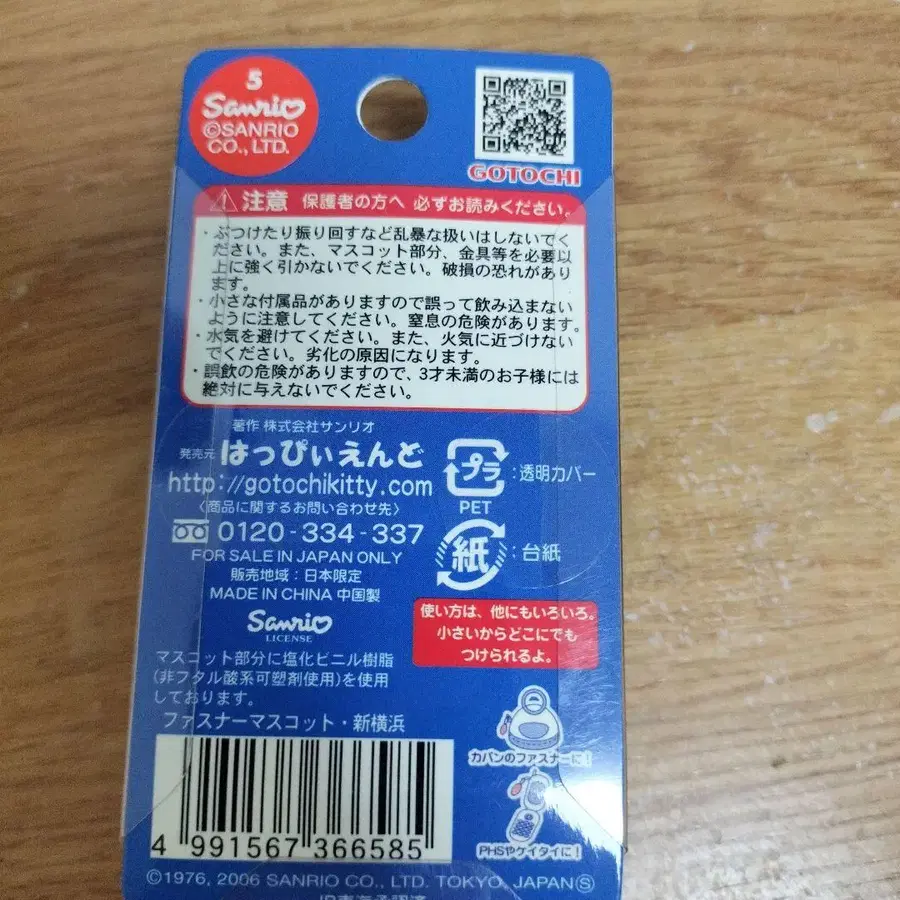 5
Sanrio
©SANRIO
CO., LTD.
GOTOCHI
注意 保護者の方へ 必ずお読みください。
・ぶつけたり振り回すなど乱暴な扱いはしないでく
ださい。また、マスコット部分、金具等を必要以
上に強く引かないでください。破損の恐れがあり
ます。
・小さな付属品がありますので誤って飲み込まない
ように注意してください。窒息の危険があります。
・水気を避けてください。また、火気に近づけない
でください。劣化の原因になります。
・誤飲の危険がありますので、3才未満のお子様には
絶対に与えないでください。
著作 株式会社サンリオ
発売元 はっぴぃえんど
http://gotochikitty.com
〈商品に関するお問い合わせ先〉
0120-334-337
FOR SALE IN JAPAN ONLY
販売地域：日本限定
MADE IN CHINA 中国製
Sanrio
LICENSE
プラ :透明カバー
PET
紙 :台紙
使い方は、他にもいろいろ。
小さいからどこにでも
つけられるよ。
マスコット部分に塩化ビニル樹脂
(非フタル酸系可塑剤使用)を使用
しております。
ファスナーマスコット・新横浜
カバンのファスナーに!
PHSやケイタイに!
4 991567 366585
©1976, 2006 SANRIO CO., LTD. TOKYO, JAPAN Ⓢ
JR東海承認済